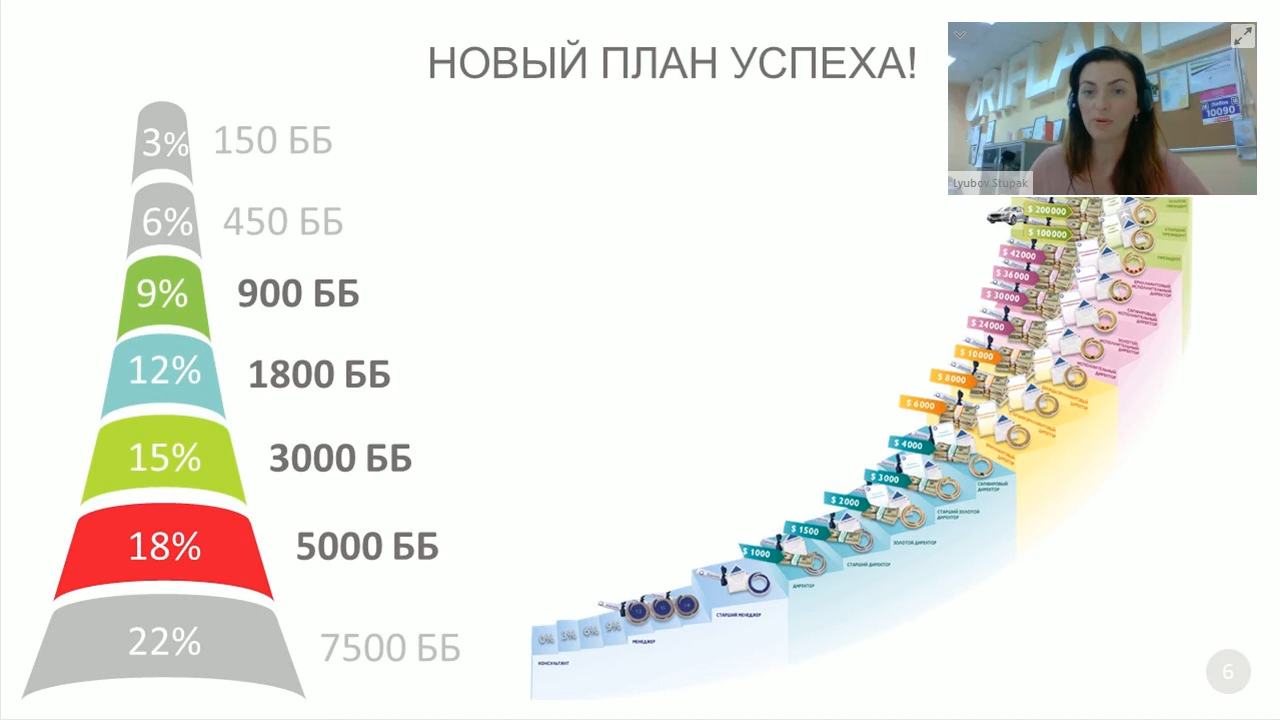 НОВЫЙ ПЛАН УСПЕХА!
ORIFLAM
10090
Lyubov Stupak
3% 150 ББ
6% 450 ББ
9% 900 ББ
12% 1800 ББ
15% 3000 ББ
18% 5000 ББ
22% 7500 ББ
$ 200000
$ 100000
$ 42000
$ 36000
$ 30000
$ 24000
$ 10000
$ 8000
$ 6000
$ 4000
$ 3000
$ 2000
$ 1500
$ 1000
САПФИРОВЫЙ
ДИРЕКТОР
СТАРШИЙ ЗОЛОТОЙ
ДИРЕКТОР
ЗОЛОТОЙ ДИРЕКТОР
СТАРШИЙ ДИРЕКТОР
ДИРЕКТОР
СТАРШИЙ МЕНЕДЖЕР
МЕНЕДЖЕР
0% 3% 6% 9%
КОНСУЛЬТАНТ
6